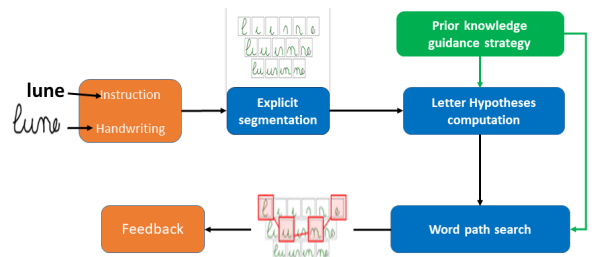 Prior knowledge
guidance strategy
lune
Instruction
lune
Handwriting
Explicit
segmentation
Letter Hypotheses
computation
Feedback
Word path search